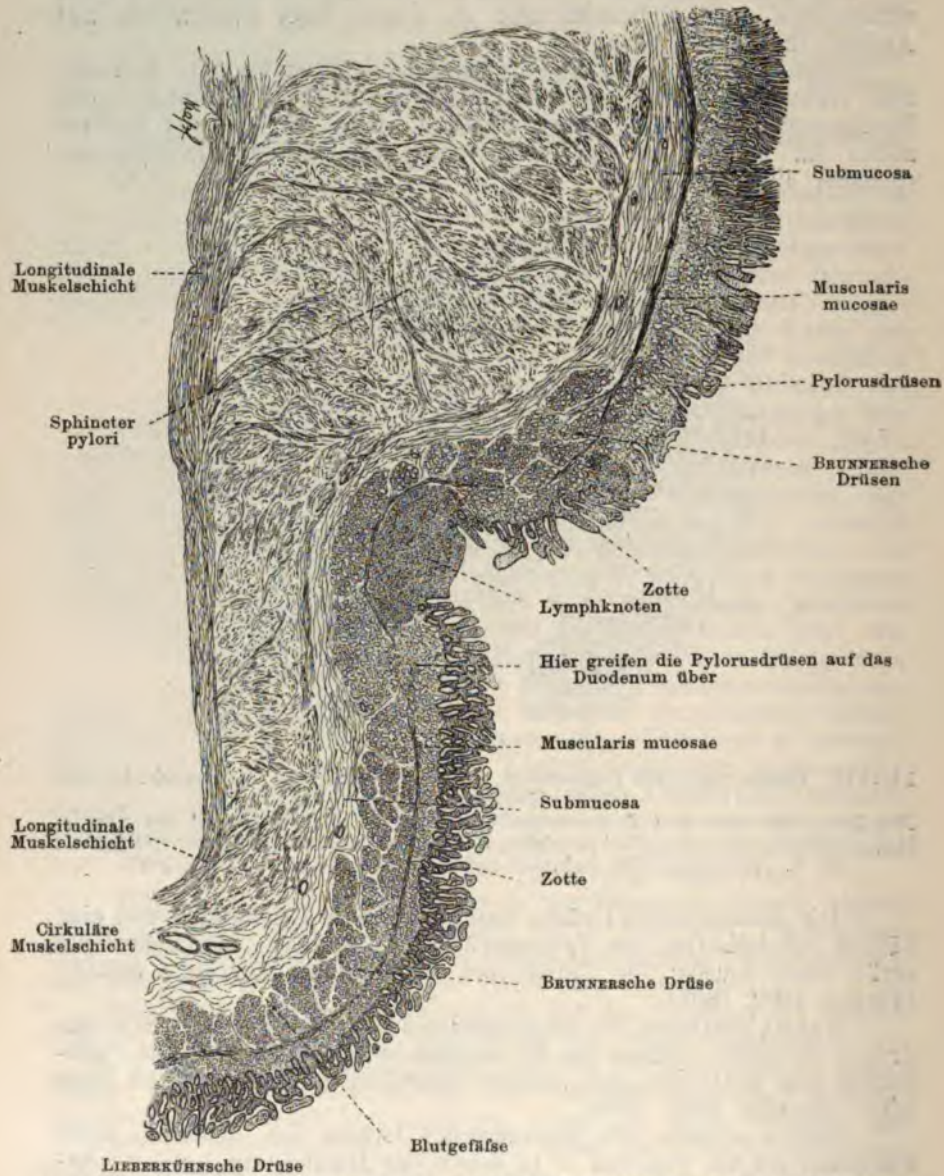 Submucosa
Longitudinale
Muskelschicht
Muscularis
mucosae
Pylorusdrüsen
Sphincter
pylori
BRUNNERsche
Drüsen
Zotte
Lymphknoten
Hier greifen die Pylorusdrüsen auf das
Duodenum über
Muscularis mucosae
Submucosa
Longitudinale
Muskelschicht
Zotte
Cirkuläre
Muskelschicht
BRUNNERsche Drüse
Blutgefäſse
LIEBERKÜHNsche Drüse